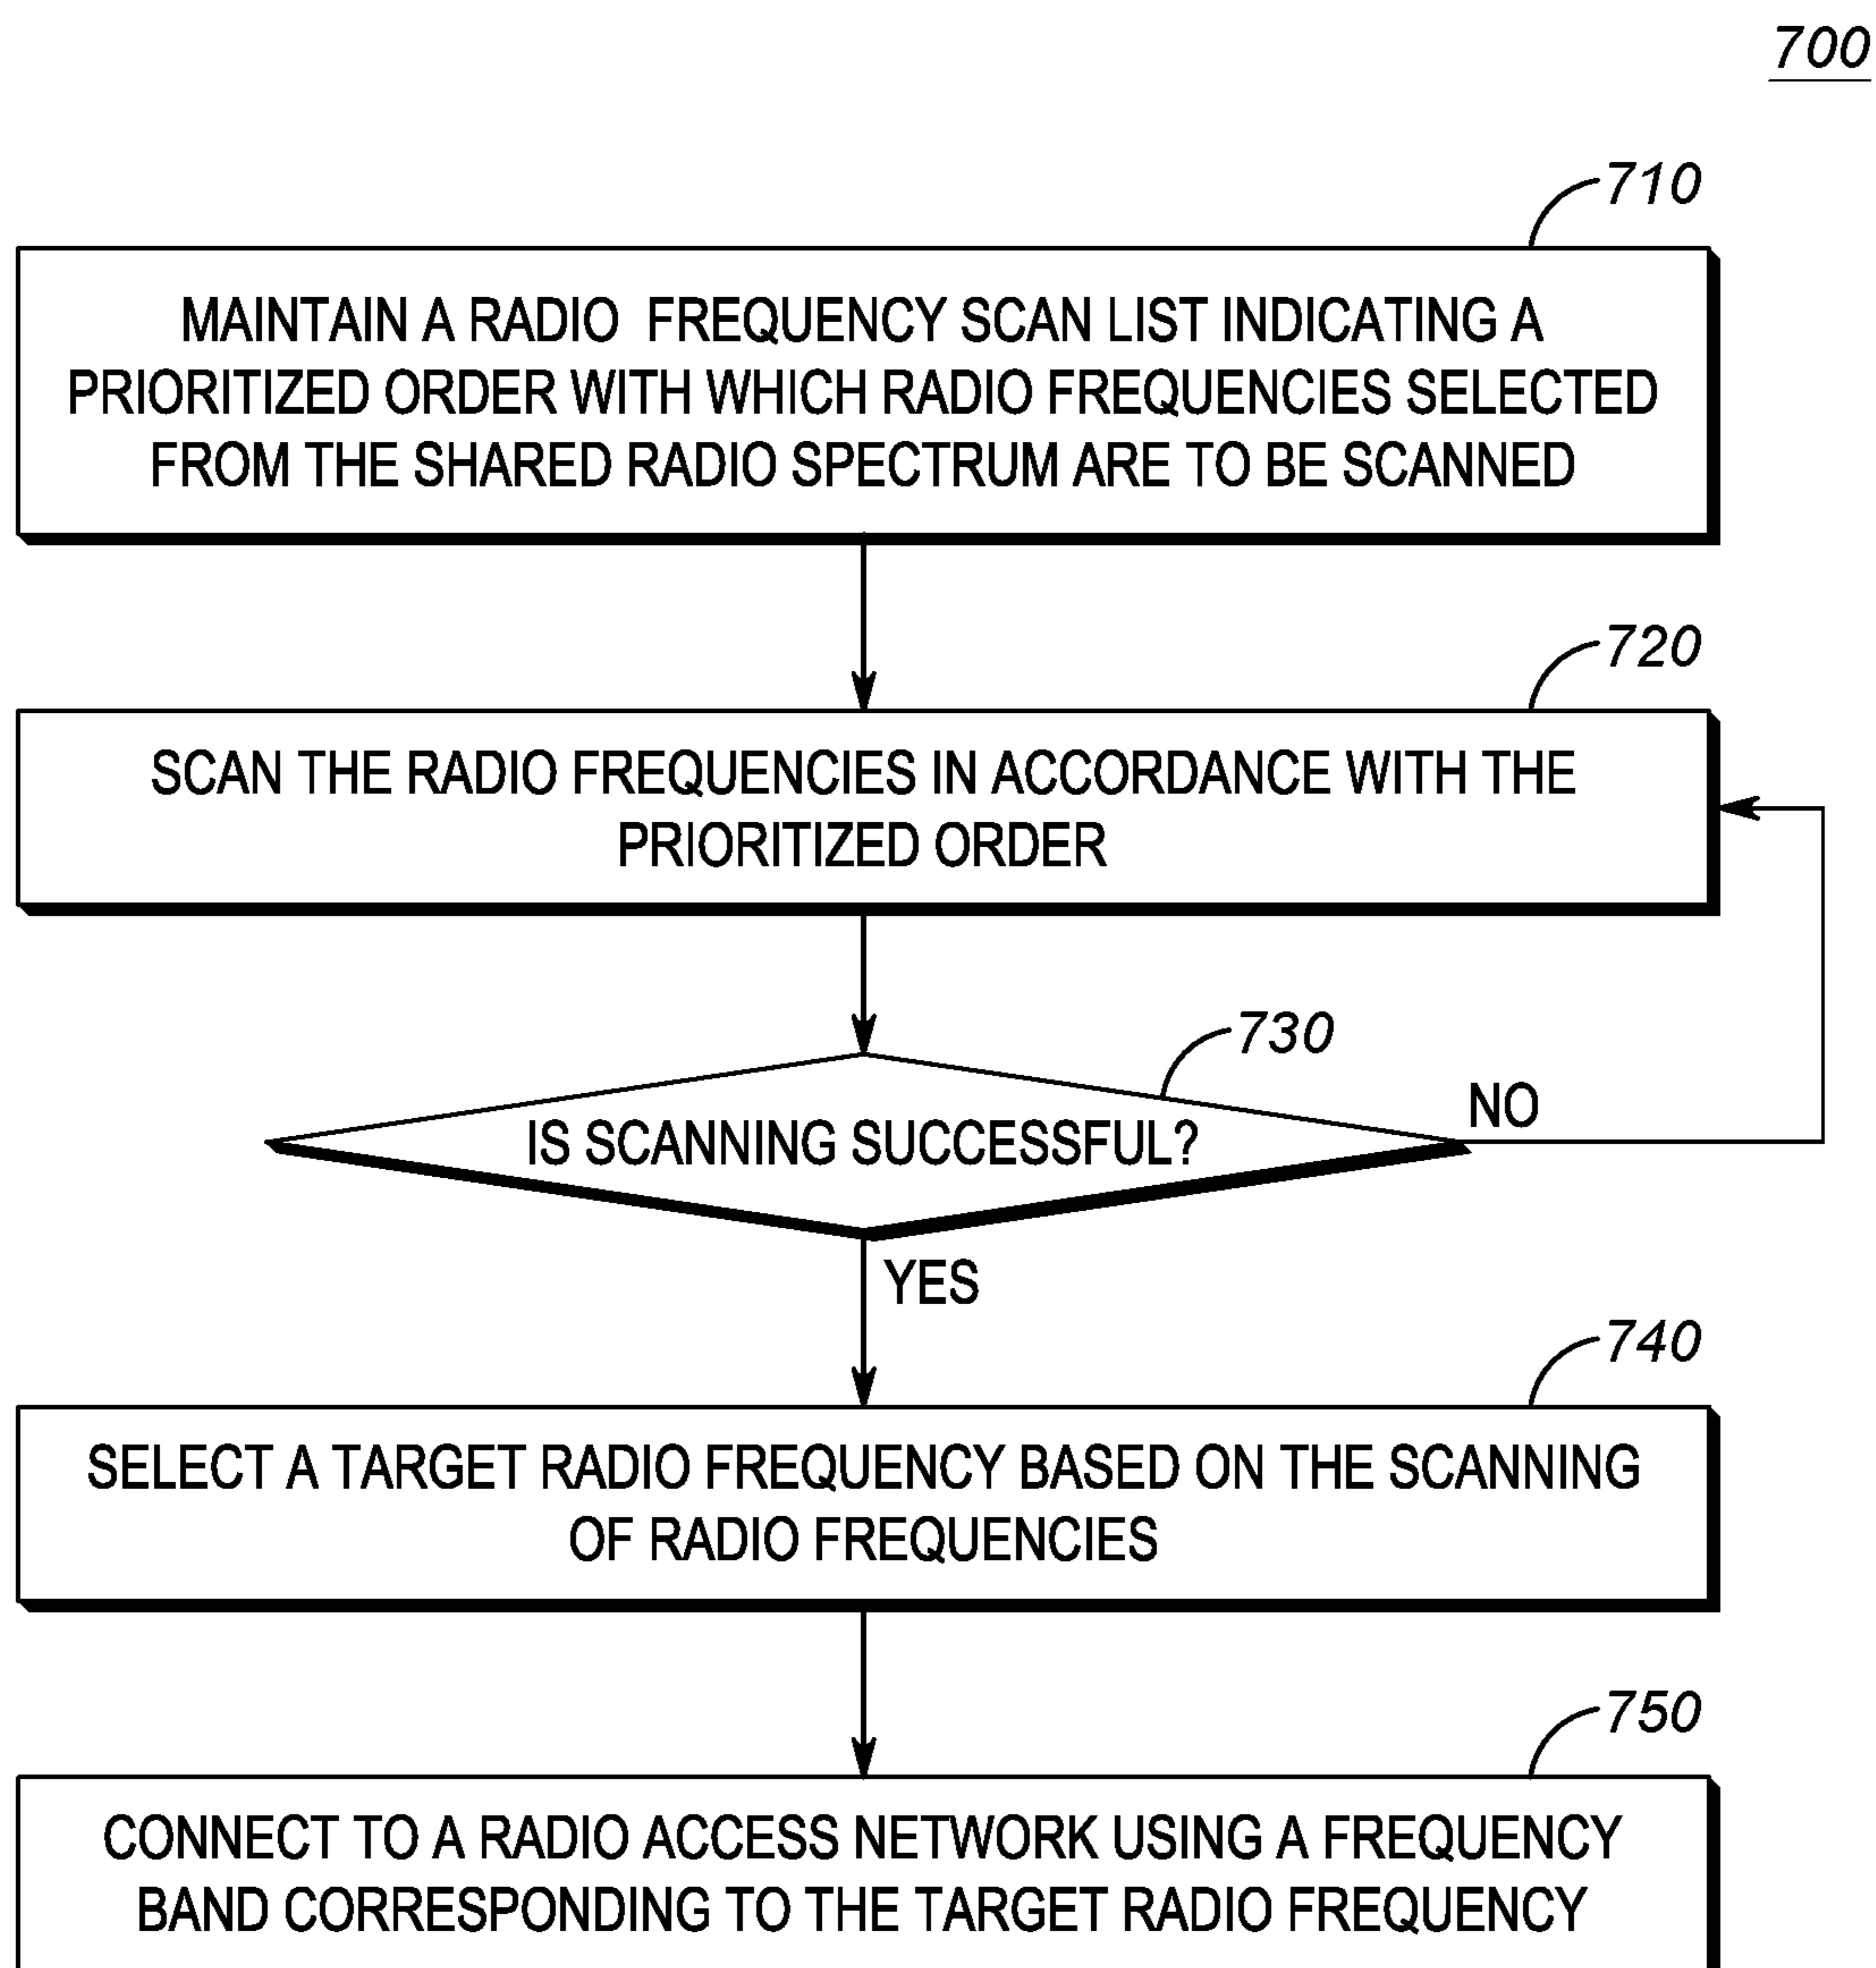 700
710
MAINTAIN A RADIO FREQUENCY SCAN LIST INDICATING A
PRIORITIZED ORDER WITH WHICH RADIO FREQUENCIES SELECTED
FROM THE SHARED RADIO SPECTRUM ARE TO BE SCANNED
720
SCAN THE RADIO FREQUENCIES IN ACCORDANCE WITH THE
PRIORITIZED ORDER
730
IS SCANNING SUCCESSFUL?
NO
YES
740
SELECT A TARGET RADIO FREQUENCY BASED ON THE SCANNING
OF RADIO FREQUENCIES
750
CONNECT TO A RADIO ACCESS NETWORK USING A FREQUENCY
BAND CORRESPONDING TO THE TARGET RADIO FREQUENCY